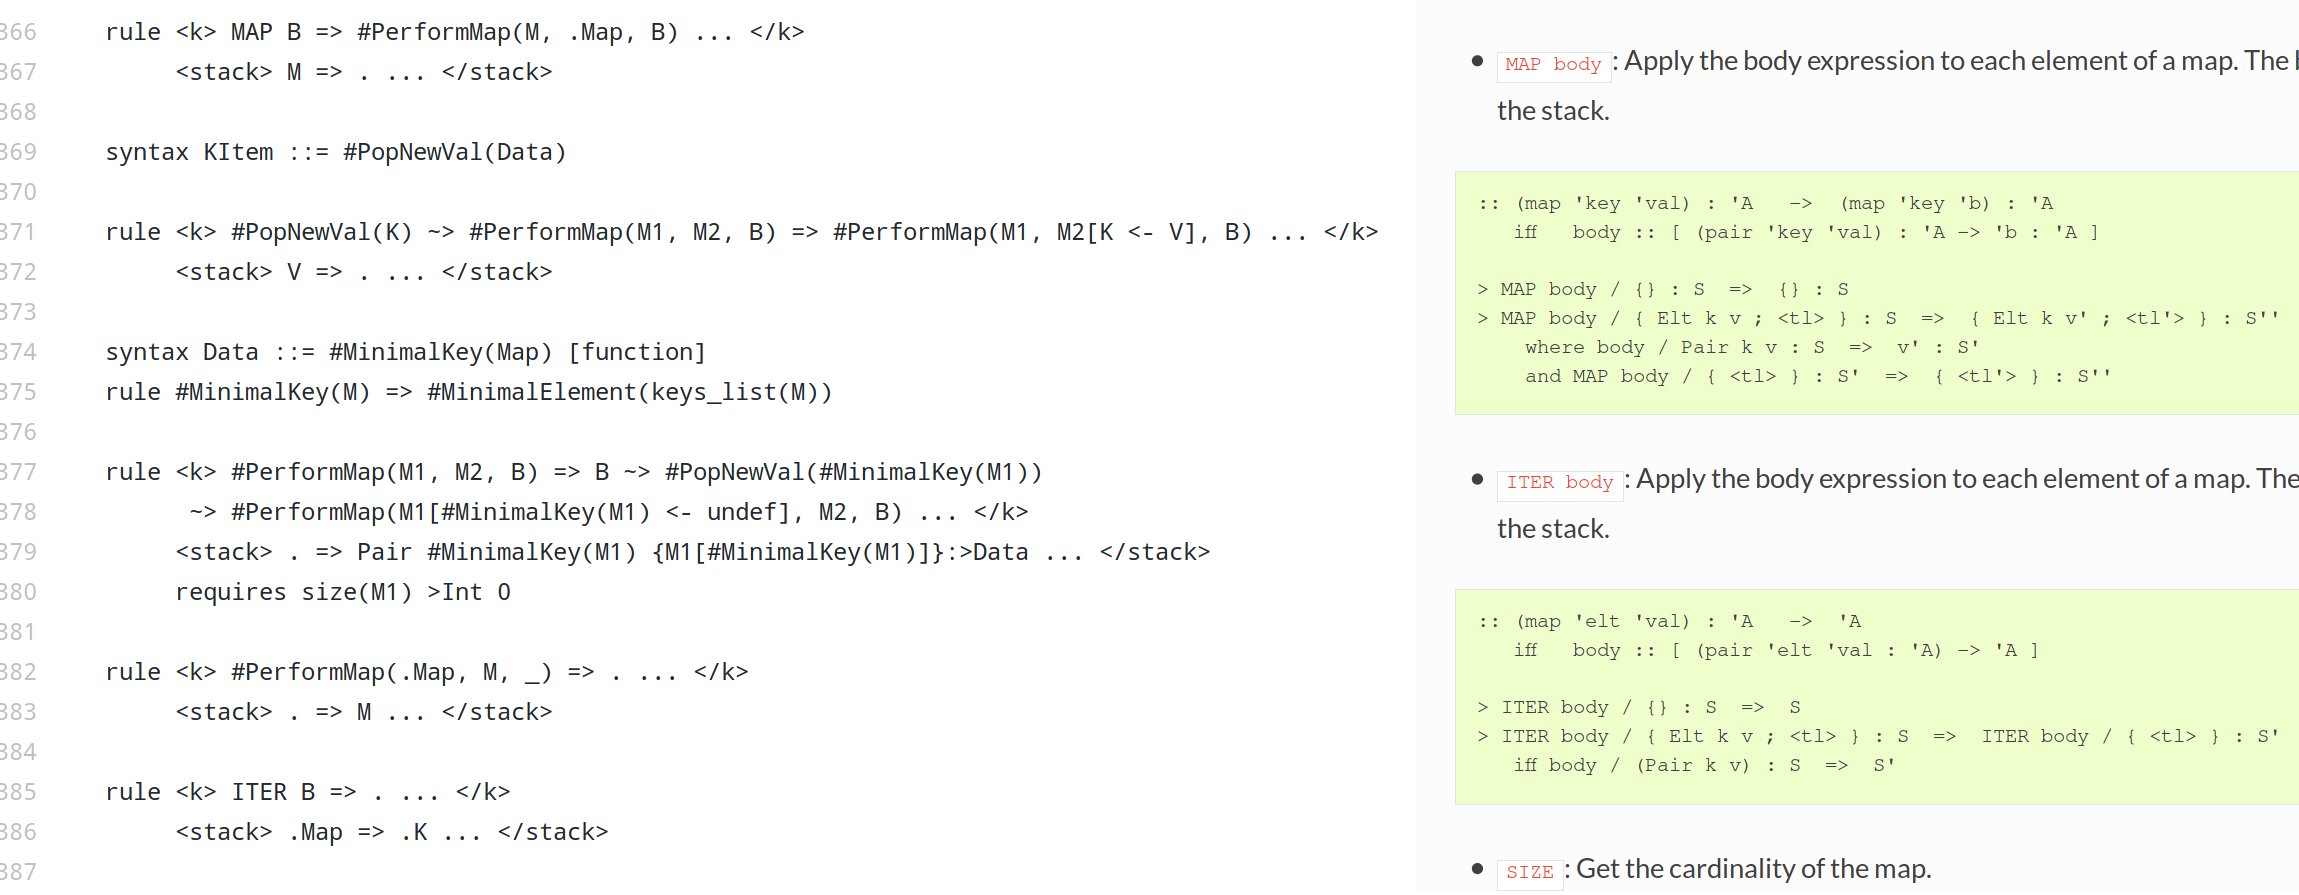 366 rule <k> MAP B => #PerformMap(M, .Map, B) ... </k>
367 <stack> M => . ... </stack>
368
369 syntax KItem ::= #PopNewVal(Data)
370
371 rule <k> #PopNewVal(K) ~> #PerformMap(M1, M2, B) => #PerformMap(M1, M2[K <- V], B) ... </k>
372 <stack> V => . ... </stack>
373
374 syntax Data ::= #MinimalKey(Map) [function]
375 rule #MinimalKey(M) => #MinimalElement(keys_list(M))
376
377 rule <k> #PerformMap(M1, M2, B) => B ~> #PopNewVal(#MinimalKey(M1))
378 ~> #PerformMap(M1[#MinimalKey(M1) <- undef], M2, B) ... </k>
379 <stack> . => Pair #MinimalKey(M1) {M1[#MinimalKey(M1)]}:>Data ... </stack>
380 requires size(M1) >Int 0
381
382 rule <k> #PerformMap(.Map, M, _) => . ... </k>
383 <stack> . => M ... </stack>
384
385 rule <k> ITER B => . ... </k>
386 <stack> .Map => .K ... </stack>
387
• MAP body : Apply the body expression to each element of a map. The
the stack.
:: (map 'key 'val) : 'A -> (map 'key 'b) : 'A
iff body :: [ (pair 'key 'val) : 'A -> 'b : 'A ]
> MAP body / {} : S => {} : S
> MAP body / { Elt k v ; <tl> } : S => { Elt k v' ; <tl'> } : S''
where body / Pair k v : S => v' : S'
and MAP body / { <tl> } : S' => { <tl'> } : S''
• ITER body : Apply the body expression to each element of a map. The
the stack.
:: (map 'elt 'val) : 'A -> 'A
iff body :: [ (pair 'elt 'val : 'A) -> 'A ]
> ITER body / {} : S => S
> ITER body / { Elt k v ; <tl> } : S => ITER body / { <tl> } : S'
iff body / (Pair k v) : S => S'
• SIZE : Get the cardinality of the map.